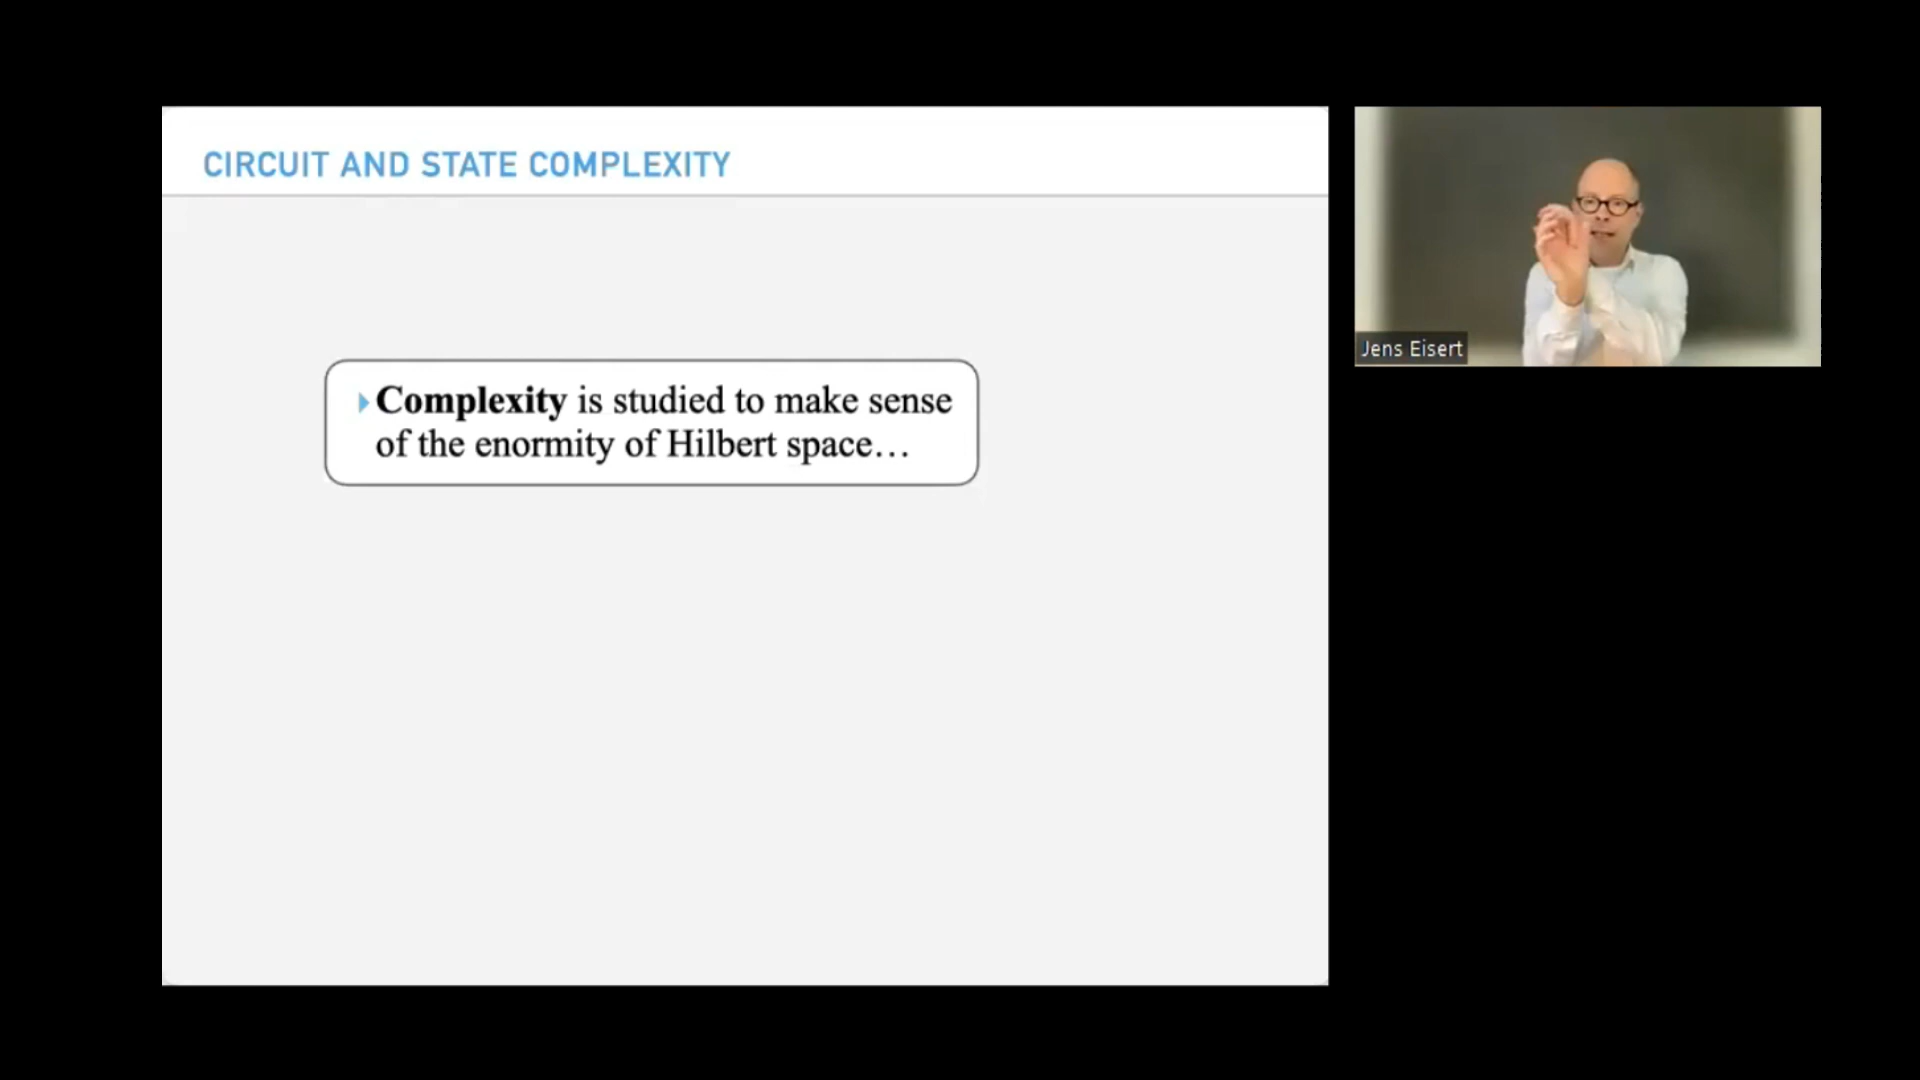 CIRCUIT AND STATE COMPLEXITY
Complexity is studied to make sense
of the enormity of Hilbert space…
Jens Eisert